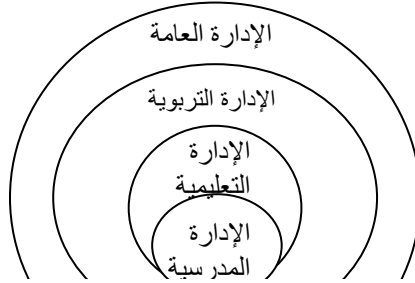 الإدارة العامة
الإدارة التربوية
الإدارة
التعليمية
الإدارة
المدرسية